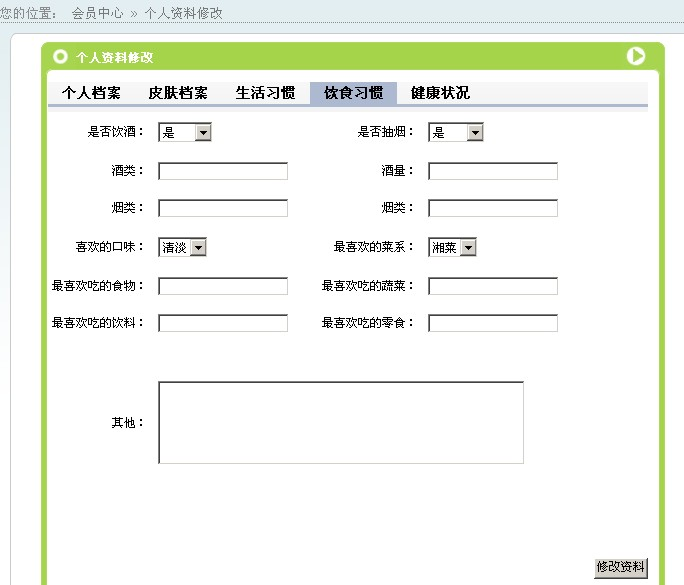 您的位置： 会员中心 » 个人资料修改
个人资料修改
个人档案 皮肤档案 生活习惯 饮食习惯 健康状况
是否饮酒： 是 是否抽烟： 是
酒类： 酒量：
烟类： 烟类：
喜欢的口味： 清淡 最喜欢的菜系： 湘菜
最喜欢吃的食物： 最喜欢吃的蔬菜：
最喜欢吃的饮料： 最喜欢吃的零食：
其他：
修改资料